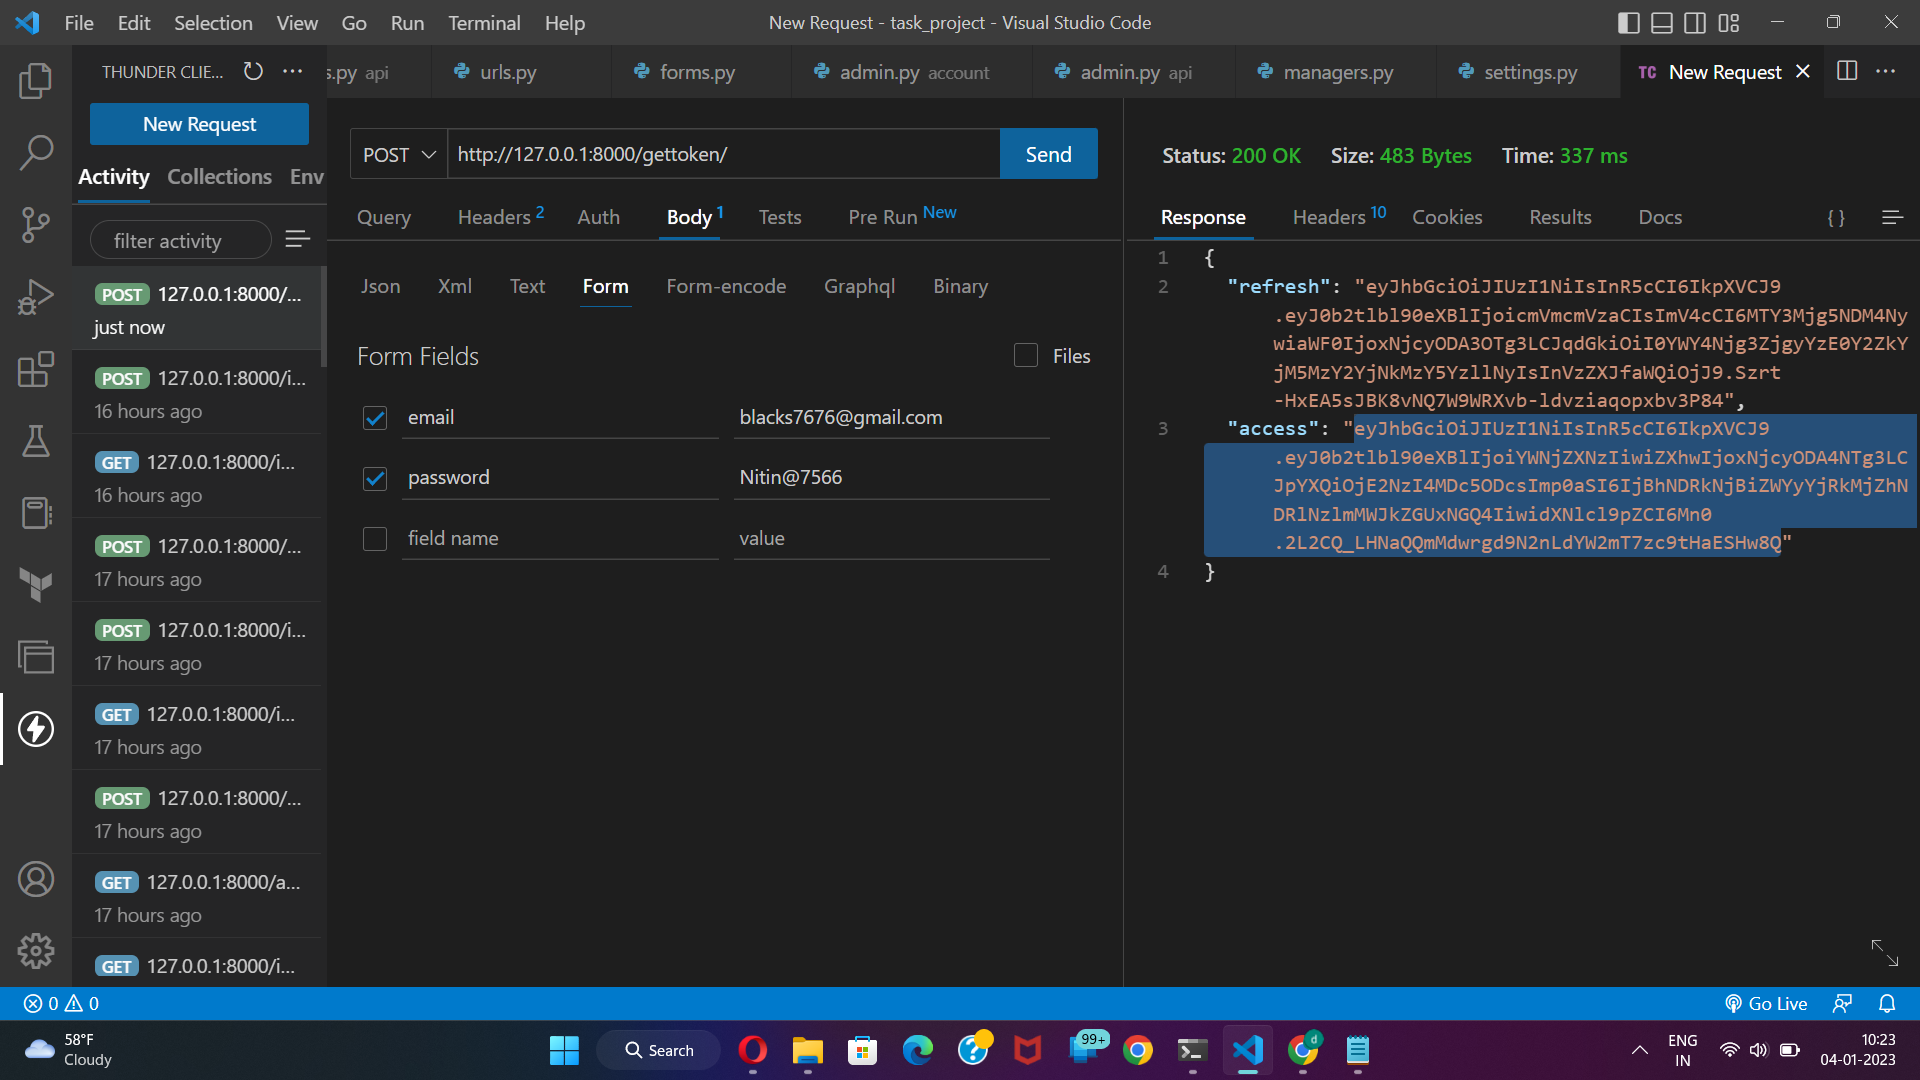 File Edit Selection View Go Run Terminal Help
New Request - task_project - Visual Studio Code
THUNDER CLIE...
s.py api
urls.py
forms.py
admin.py account
admin.py api
managers.py
settings.py
TC New Request
New Request
Activity Collections Env
filter activity
POST 127.0.0.1:8000/...
just now
POST 127.0.0.1:8000/i...
16 hours ago
GET 127.0.0.1:8000/i...
16 hours ago
POST 127.0.0.1:8000/...
17 hours ago
POST 127.0.0.1:8000/i...
17 hours ago
GET 127.0.0.1:8000/i...
17 hours ago
POST 127.0.0.1:8000/...
17 hours ago
GET 127.0.0.1:8000/a...
17 hours ago
GET 127.0.0.1:8000/i...
POST http://127.0.0.1:8000/gettoken/ Send
Query Headers 2 Auth Body 1 Tests Pre Run New
Json Xml Text Form Form-encode Graphql Binary
Form Fields Files
email blacks7676@gmail.com
password Nitin@7566
field name value
Status: 200 OK Size: 483 Bytes Time: 337 ms
Response Headers 10 Cookies Results Docs { }
1 {
2 "refresh": "eyJhbGciOiJIUzI1NiIsInR5cCI6IkpXVCJ9
.eyJ0b2tlbl90eXBlIjoicmVmcmVzaCIsImV4cCI6MTY3Mjg5NDM4Ny
wiaWF0IjoxNjcyODA3OTg3LCJqdGkiOiI0YWY4Njg3ZjgyYzE0Y2ZkY
jM5MzY2YjNkMzY5YzllNyIsInVzZXJfaWQiOjJ9.Szrt
-HxEA5sJBK8vNQ7W9WRXvb-ldvziaqopxbv3P84",
3 "access": "eyJhbGciOiJIUzI1NiIsInR5cCI6IkpXVCJ9
.eyJ0b2tlbl90eXBlIjoiYWNjZXNzIiwiZXhwIjoxNjcyODA4NTg3LC
JpYXQiOjE2NzI4MDc5ODcsImp0aSI6IjBhNDRkNjBiZWYyYjRkMjZhN
DRlNzlmMWJkZGUxNGQ4IiwidXNlcl9pZCI6Mn0
.2L2CQ_LHNaQQmMdwrgd9N2nLdYW2mT7zc9tHaESHw8Q"
4 }
0 0
Go Live
58°F
Cloudy
Search
99+
d
ENG
IN
10:23
04-01-2023